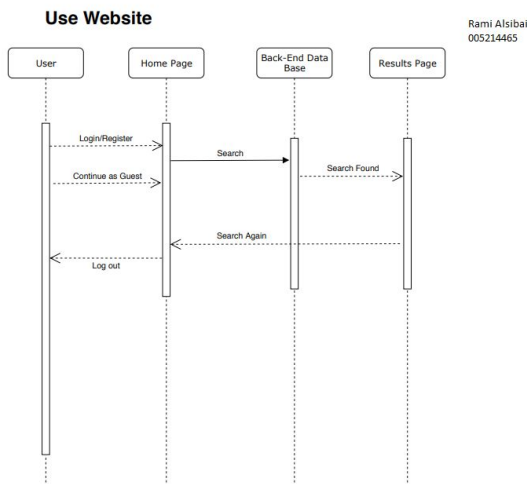 Use Website
Rami Alsibai
005214465
User
Home Page
Back-End Data
Base
Results Page
Login/Register
Search
Search Found
Continue as Guest
Search Again
Log out